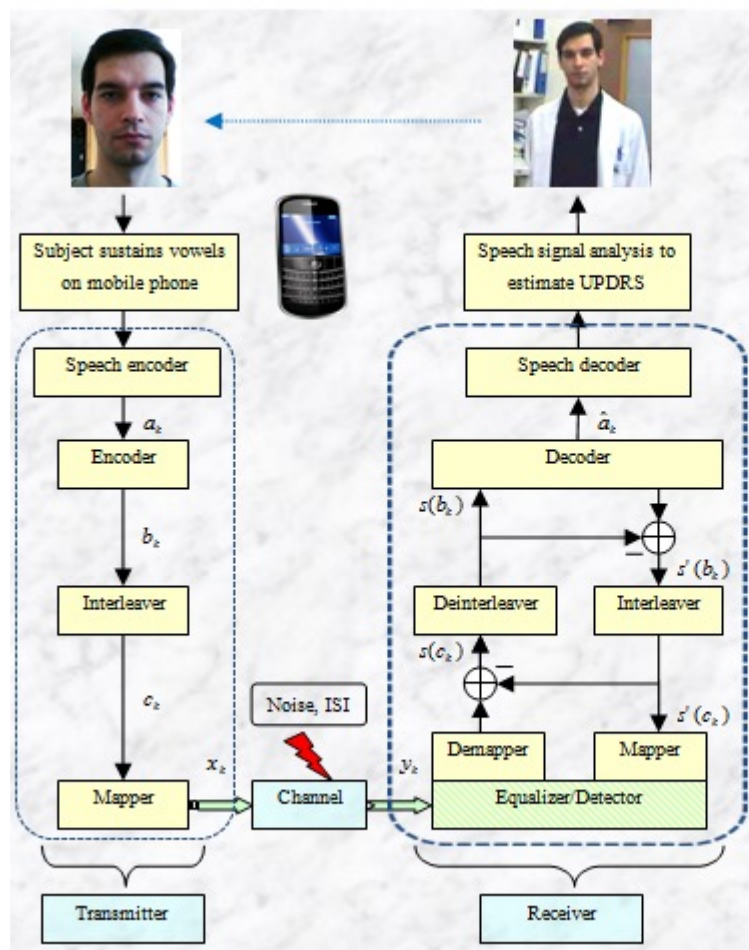 Subject sustains vowels
on mobile phone
Speech encoder
a_k
Encoder
b_k
Interleaver
c_k
Mapper
Transmitter
x_k
Noise, ISI
Channel
y_k
Speech signal analysis to
estimate UPDRS
Speech decoder
â_k
Decoder
s(b_k)
−
s'(b_k)
Deinterleaver
Interleaver
s(c_k)
−
s'(c_k)
Demapper
Mapper
Equalizer/Detector
Receiver